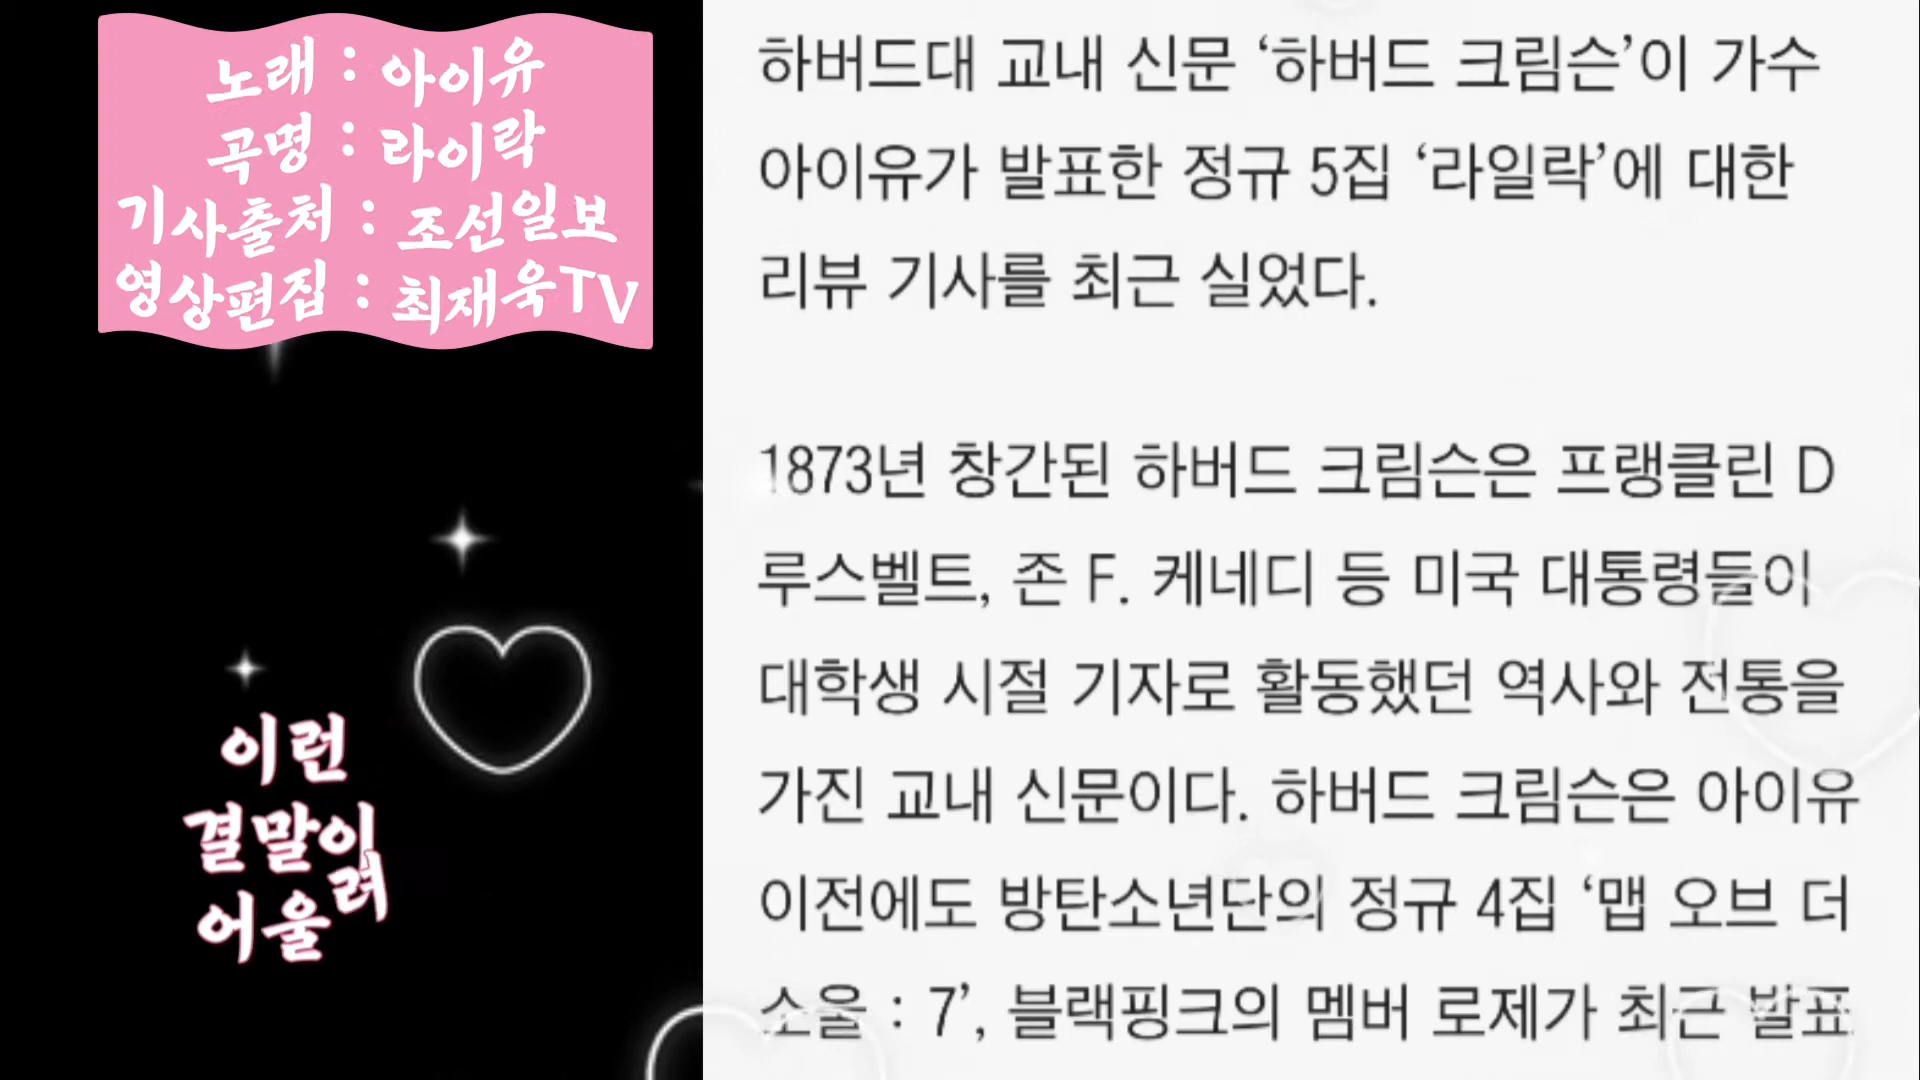 노래 : 아이유
곡명 : 라이락
기사출처 : 조선일보
영상편집 : 최재욱TV
이런
결말이
어울려
하버드대 교내 신문 ‘하버드 크림슨’이 가수
아이유가 발표한 정규 5집 ‘라일락’에 대한
리뷰 기사를 최근 실었다.
1873년 창간된 하버드 크림슨은 프랭클린 D
루스벨트, 존 F. 케네디 등 미국 대통령들이
대학생 시절 기자로 활동했던 역사와 전통을
가진 교내 신문이다. 하버드 크림슨은 아이유
이전에도 방탄소년단의 정규 4집 ‘맵 오브 더
소울 : 7’, 블랙핑크의 멤버 로제가 최근 발표